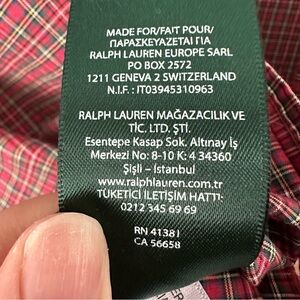 MADE FOR/FAIT POUR/
ΠΑΡΑΣΚΕΥΑΖΕΤΑΙ ΓΙΑ
RALPH LAUREN EUROPE SARL
PO BOX 2572
1211 GENEVA 2 SWITZERLAND
N.I.F. : IT03945310963
RALPH LAUREN MAĞAZACILIK VE
TİC. LTD. ŞTİ.
Esentepe Kasap Sok. Altınay İş
Merkezi No: 8-10 K: 4 34360
Şişli - İstanbul
www.ralphlauren.com.tr
TÜKETİCİ İLETİŞİM HATTI:
0212 345 69 69
RN 41381
CA 56658